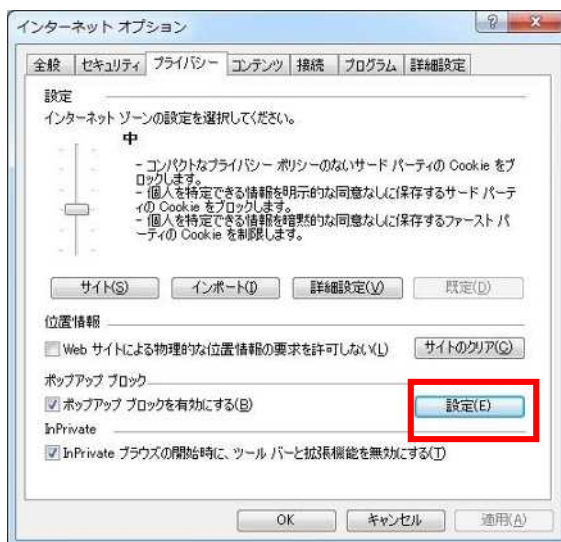 インターネット オプション
全般 セキュリティ プライバシー コンテンツ 接続 プログラム 詳細設定
設定
インターネット ゾーンの設定を選択してください。
中
- コンパクトなプライバシー ポリシーのないサード パーティの Cookie をブ
ロックします。
- 個人を特定できる情報を明示的な同意なしに保存するサード パーテ
ィの Cookie をブロックします。
- 個人を特定できる情報を暗黙的な同意なしに保存するファースト パ
ーティの Cookie を制限します。
サイト(S) インポート(I) 詳細設定(V) 既定(D)
位置情報
Web サイトによる物理的な位置情報の要求を許可しない(L) サイトのクリア(C)
ポップアップ ブロック
ポップアップ ブロックを有効にする(B) 設定(E)
InPrivate
InPrivate ブラウズの開始時に、ツール バーと拡張機能を無効にする(T)
OK キャンセル 適用(A)